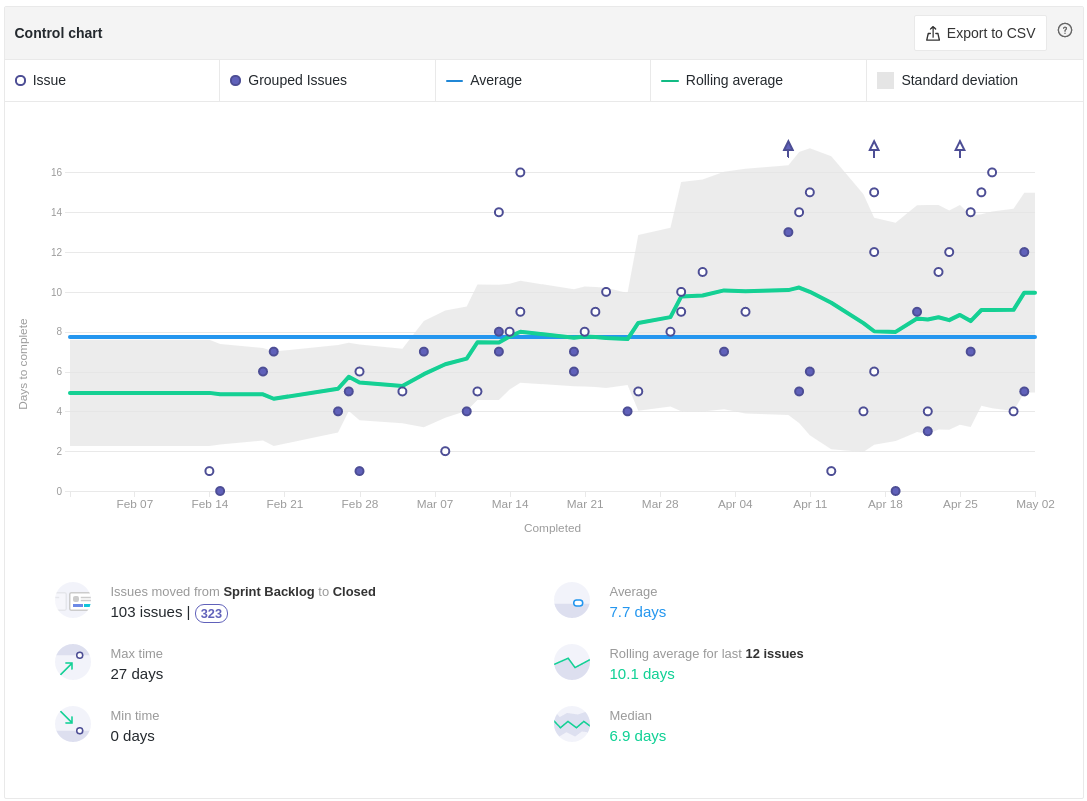 Control chart
Export to CSV
?
Issue
Grouped Issues
Average
Rolling average
Standard deviation
16
14
12
10
8
6
4
2
0
Days to complete
Feb 07
Feb 14
Feb 21
Feb 28
Mar 07
Mar 14
Mar 21
Mar 28
Apr 04
Apr 11
Apr 18
Apr 25
May 02
Completed
Issues moved from Sprint Backlog to Closed
103 issues | 323
Average
7.7 days
Max time
27 days
Rolling average for last 12 issues
10.1 days
Min time
0 days
Median
6.9 days